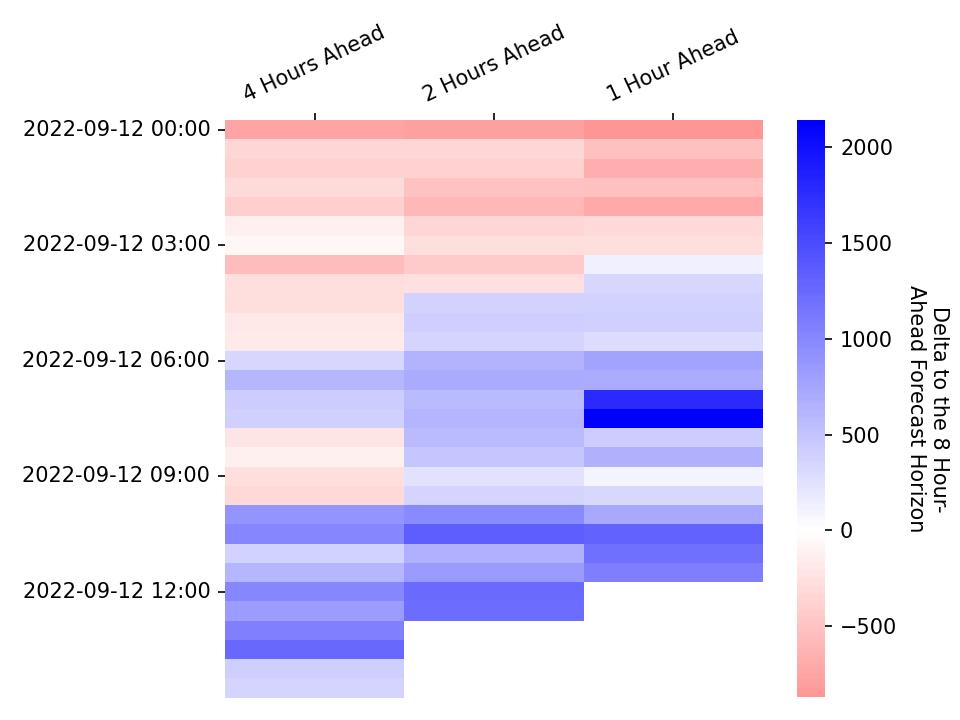 4 Hours Ahead
2 Hours Ahead
1 Hour Ahead
2022-09-12 00:00
2022-09-12 03:00
2022-09-12 06:00
2022-09-12 09:00
2022-09-12 12:00
2000
1500
1000
500
0
−500
Delta to the 8 Hour-
Ahead Forecast Horizon